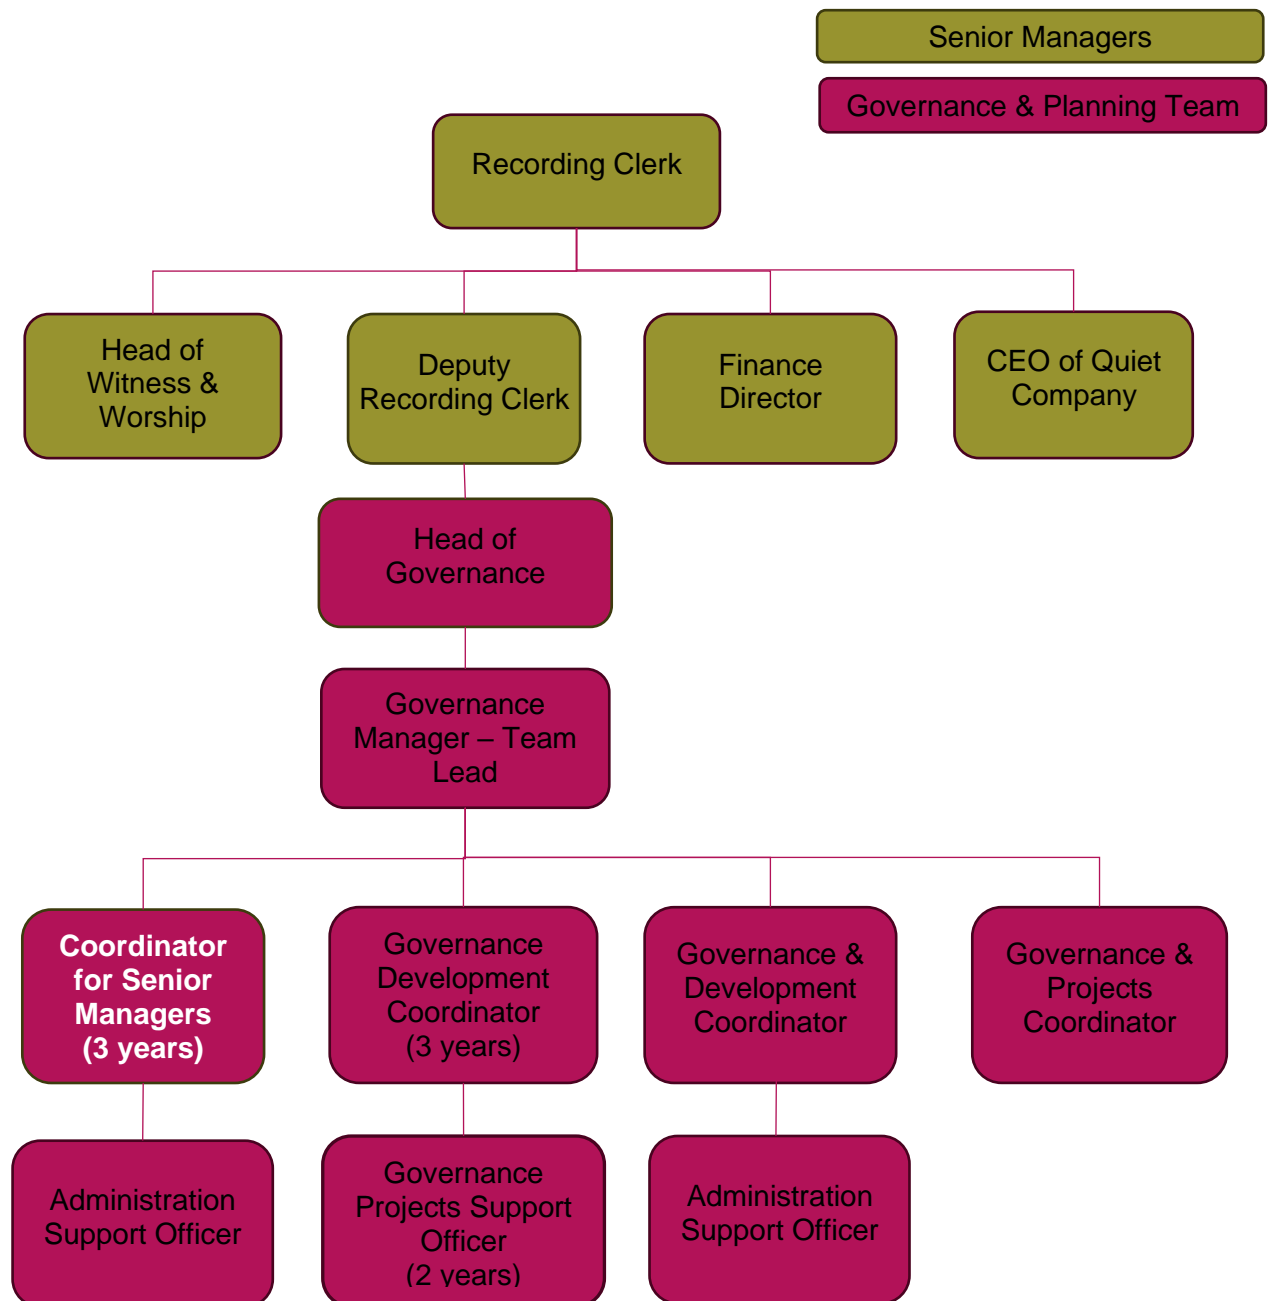 Senior Managers
Governance & Planning Team
Recording Clerk
Head of
Witness &
Worship
Deputy
Recording Clerk
Finance
Director
CEO of Quiet
Company
Head of
Governance
Governance
Manager – Team
Lead
Coordinator
for Senior
Managers
(3 years)
Governance
Development
Coordinator
(3 years)
Governance &
Development
Coordinator
Governance &
Projects
Coordinator
Administration
Support Officer
Governance
Projects Support
Officer
(2 years)
Administration
Support Officer